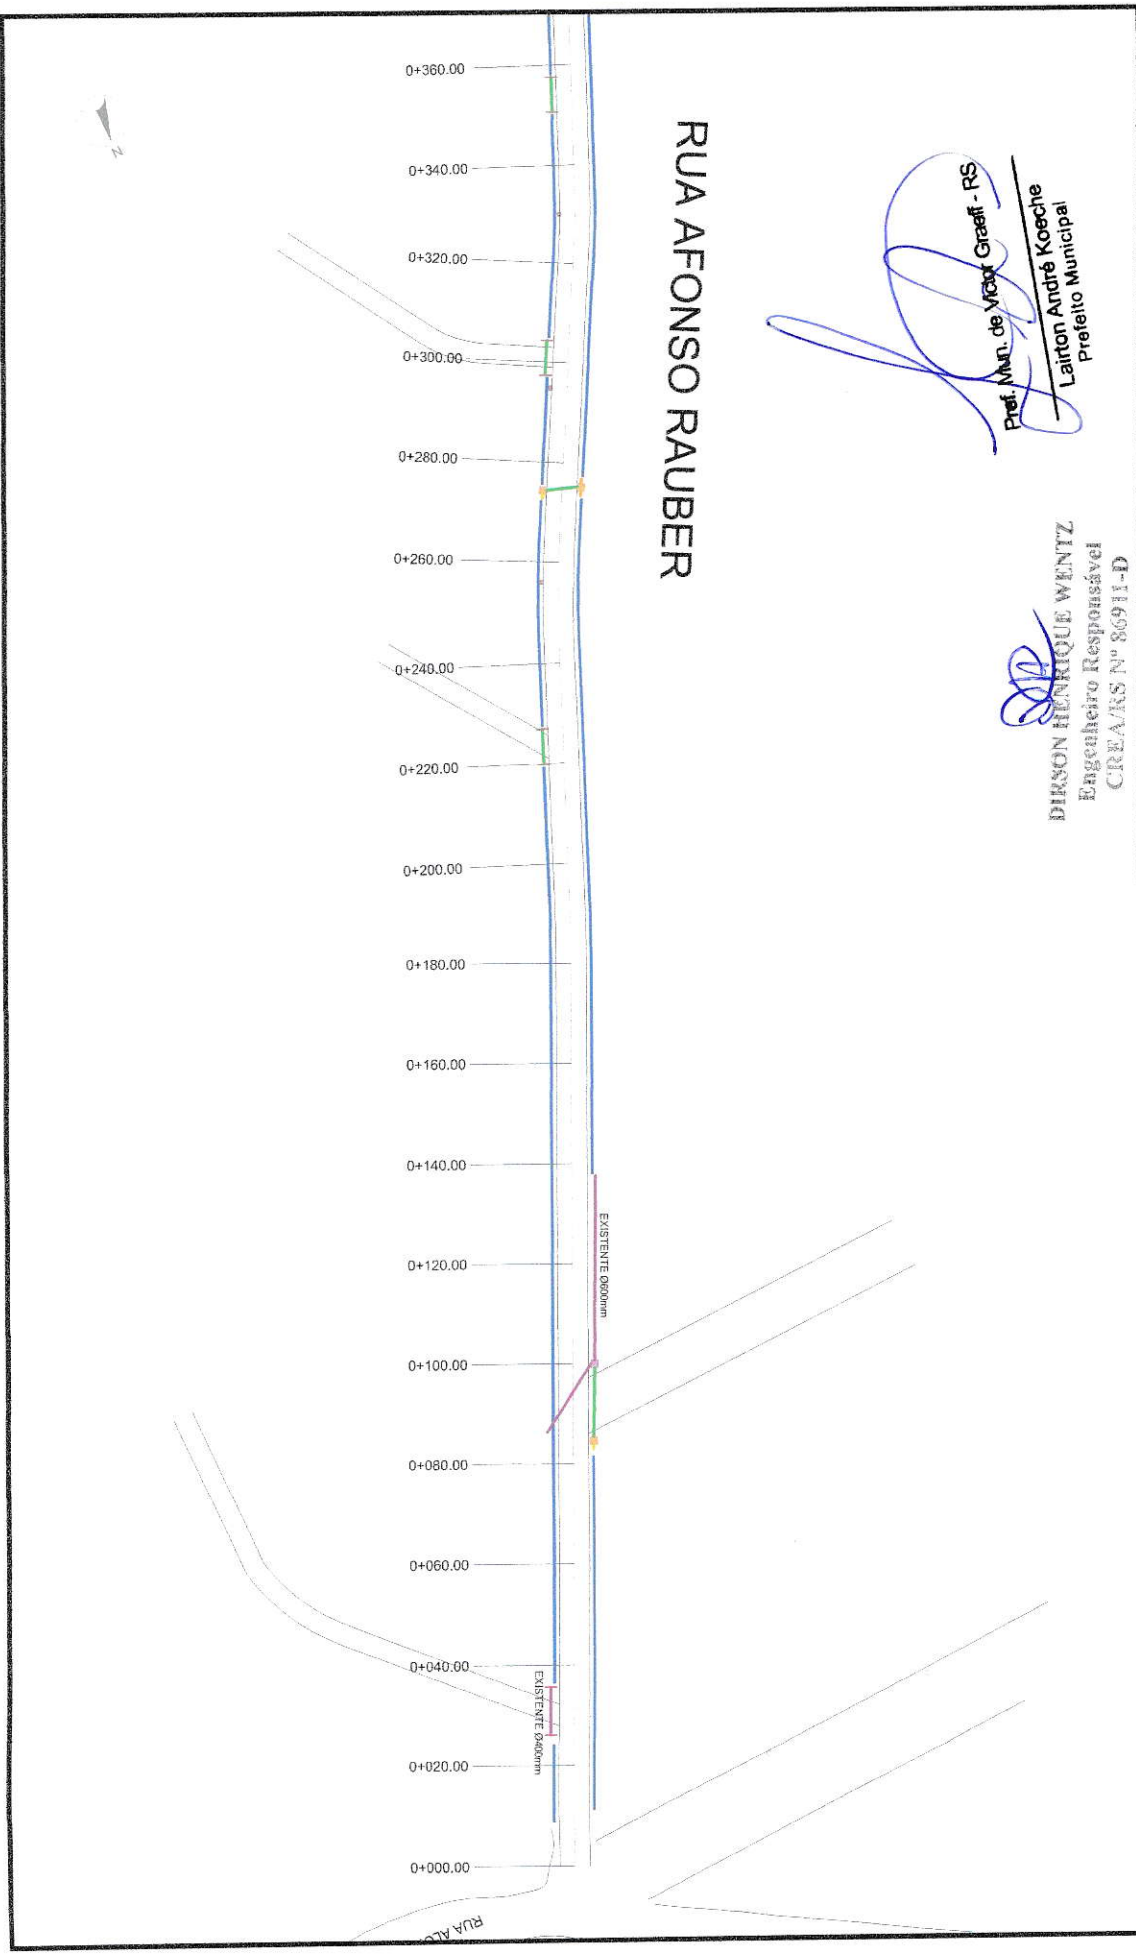 0+360.00
0+340.00
0+320.00
0+300.00
0+280.00
0+260.00
0+240.00
0+220.00
0+200.00
0+180.00
0+160.00
0+140.00
0+120.00
0+100.00
0+080.00
0+060.00
0+040.00
0+020.00
0+000.00
N
RUA AFONSO RAUBER
Pref. Mun. de Victor Graeff - RS
Lairton André Koeche
Prefeito Municipal
DIRSON HENRIQUE WENTZ
Engenheiro Responsável
CREA/RS Nº 86911-D
EXISTENTE Ø600mm
EXISTENTE Ø400mm
RUA